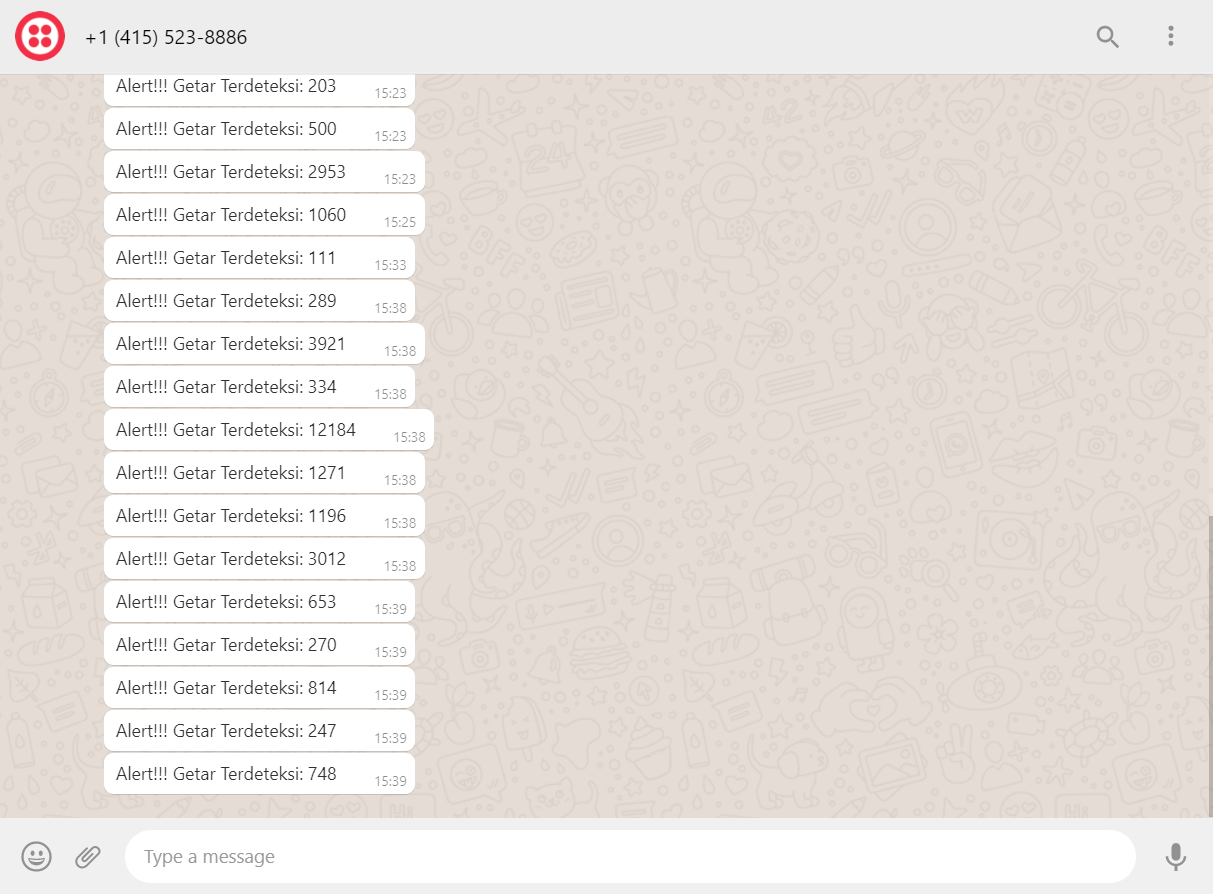 +1 (415) 523-8886
Alert!!! Getar Terdeteksi: 203 15:23
Alert!!! Getar Terdeteksi: 500 15:23
Alert!!! Getar Terdeteksi: 2953 15:23
Alert!!! Getar Terdeteksi: 1060 15:25
Alert!!! Getar Terdeteksi: 111 15:33
Alert!!! Getar Terdeteksi: 289 15:38
Alert!!! Getar Terdeteksi: 3921 15:38
Alert!!! Getar Terdeteksi: 334 15:38
Alert!!! Getar Terdeteksi: 12184 15:38
Alert!!! Getar Terdeteksi: 1271 15:38
Alert!!! Getar Terdeteksi: 1196 15:38
Alert!!! Getar Terdeteksi: 3012 15:38
Alert!!! Getar Terdeteksi: 653 15:39
Alert!!! Getar Terdeteksi: 270 15:39
Alert!!! Getar Terdeteksi: 814 15:39
Alert!!! Getar Terdeteksi: 247 15:39
Alert!!! Getar Terdeteksi: 748 15:39
Type a message